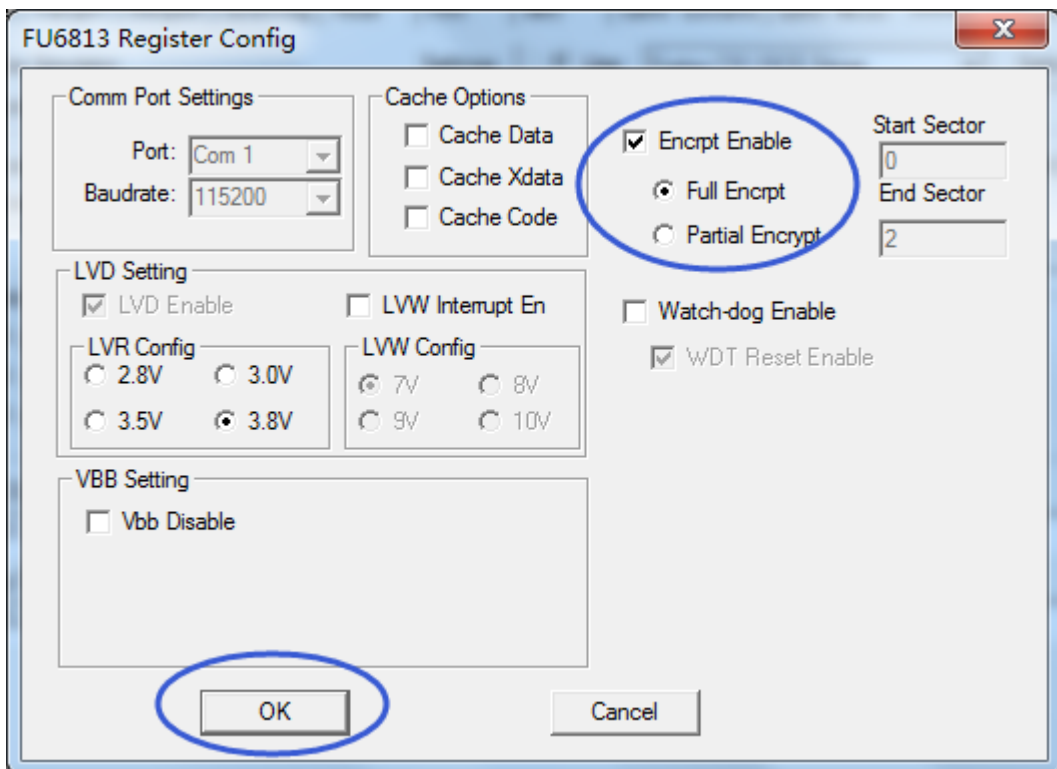 FU6813 Register Config
Comm Port Settings
Port: Com 1
Baudrate: 115200
Cache Options
Cache Data
Cache Xdata
Cache Code
Encrpt Enable
Full Encrpt
Partial Encrypt
Start Sector
0
End Sector
2
LVD Setting
LVD Enable
LVW Interrupt En
LVR Config
2.8V 3.0V
3.5V 3.8V
LVW Config
7V 8V
9V 10V
Watch-dog Enable
WDT Reset Enable
VBB Setting
Vbb Disable
OK
Cancel